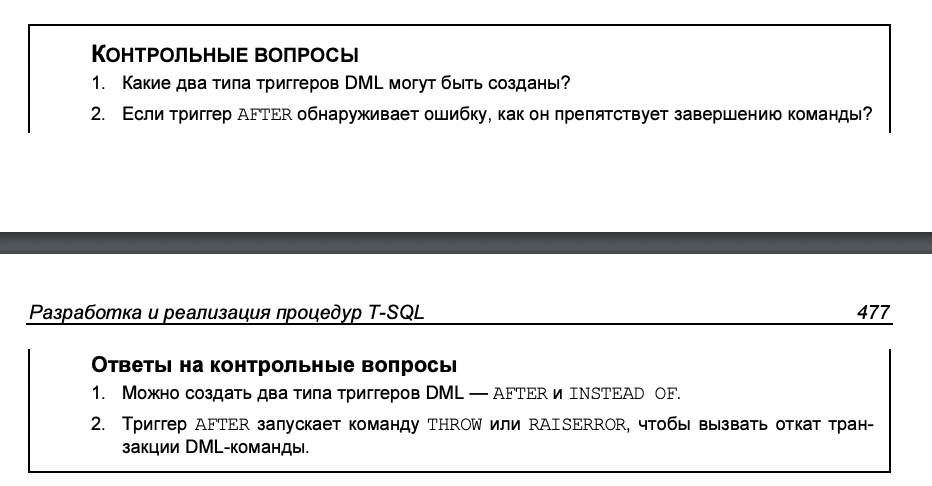 КОНТРОЛЬНЫЕ ВОПРОСЫ
1. Какие два типа триггеров DML могут быть созданы?
2. Если триггер AFTER обнаруживает ошибку, как он препятствует завершению команды?
Разработка и реализация процедур T-SQL 477
Ответы на контрольные вопросы
1. Можно создать два типа триггеров DML — AFTER и INSTEAD OF.
2. Триггер AFTER запускает команду THROW или RAISERROR, чтобы вызвать откат тран-
закции DML-команды.